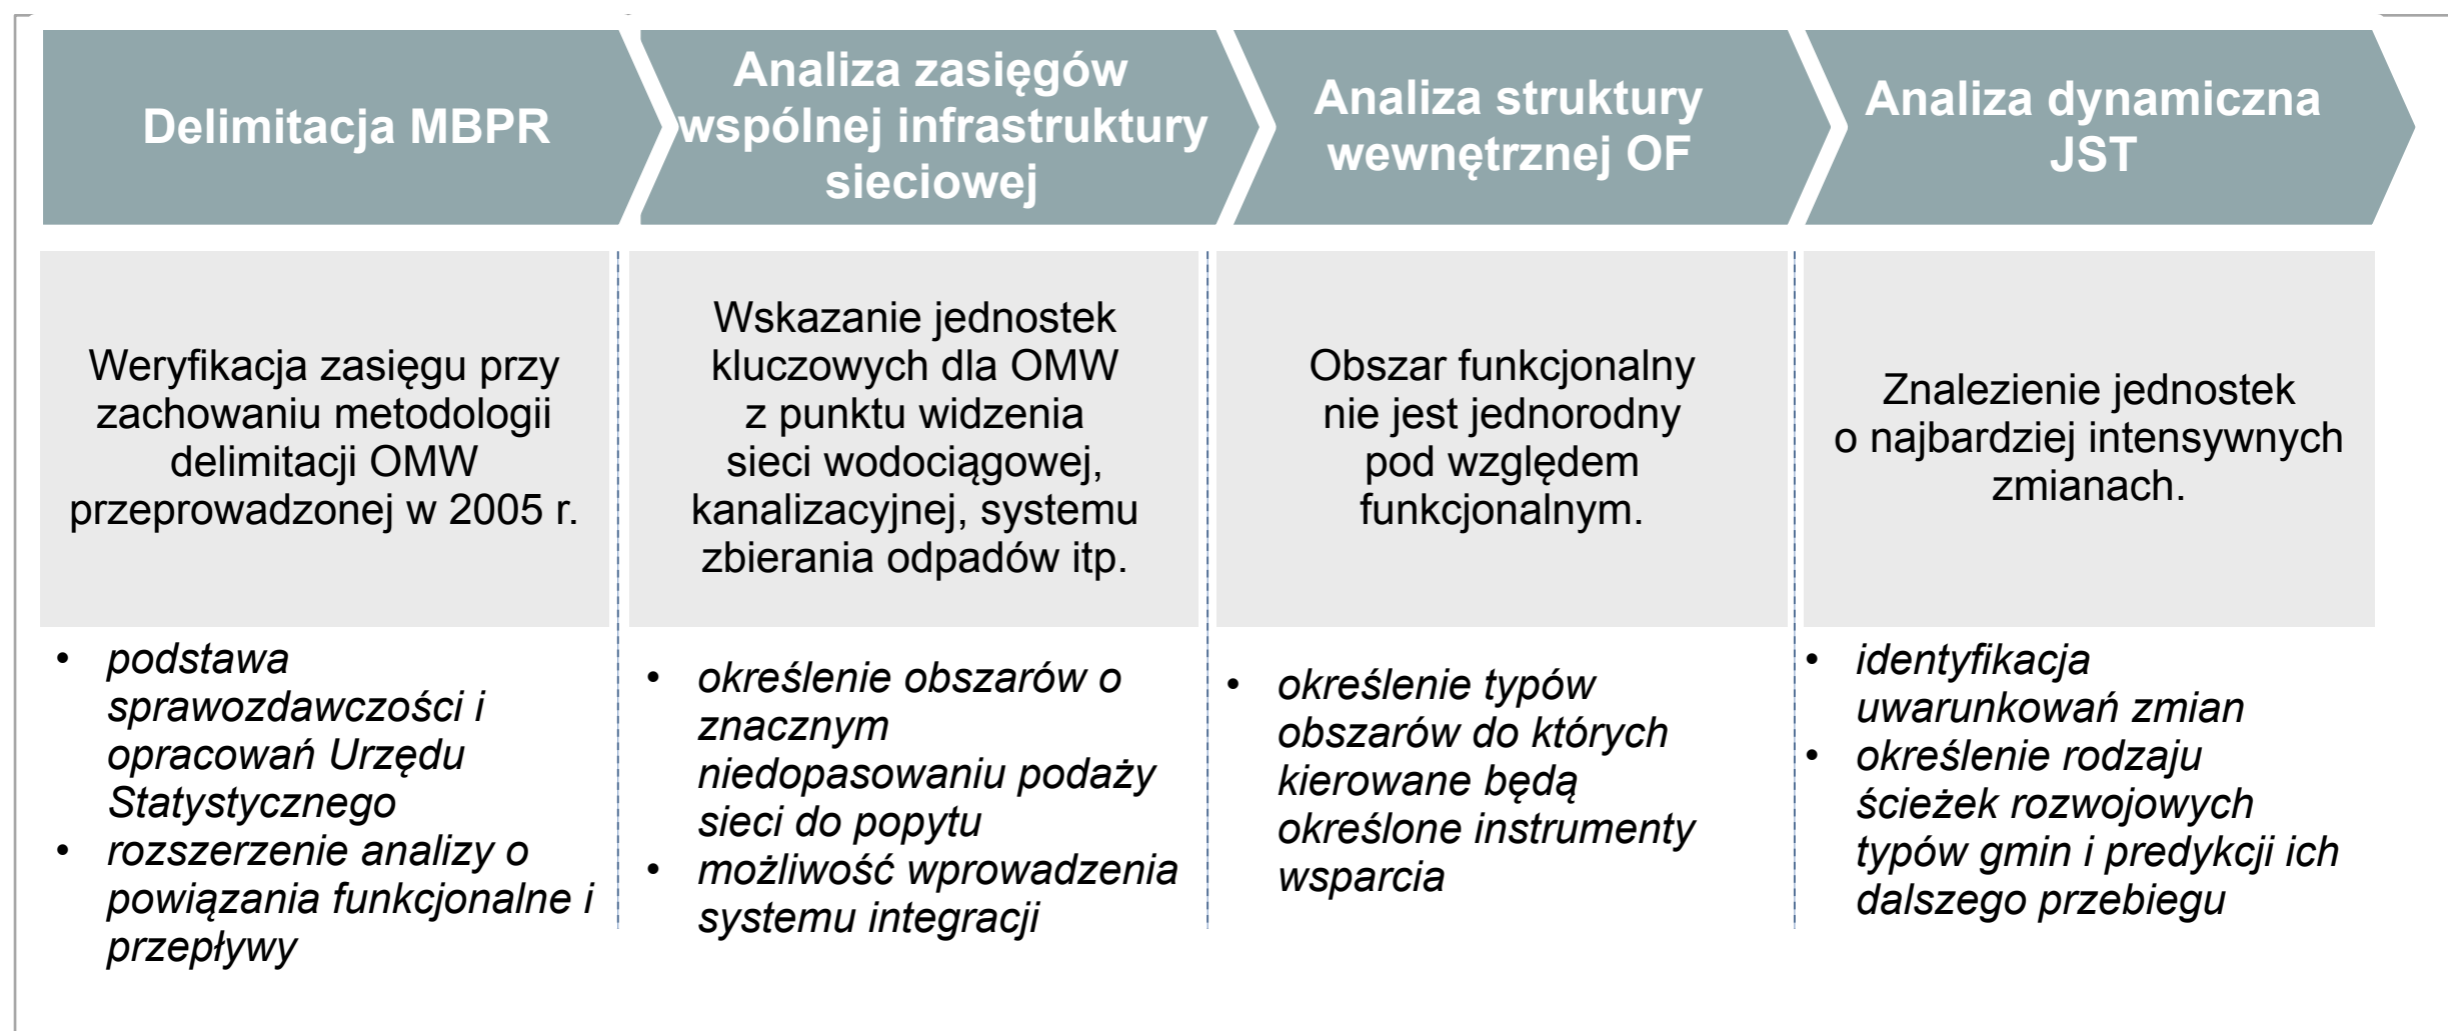 Delimitacja MBPR
Analiza zasięgów
wspólnej infrastruktury
sieciowej
Analiza struktury
wewnętrznej OF
Analiza dynamiczna
JST
Weryfikacja zasięgu przy
zachowaniu metodologii
delimitacji OMW
przeprowadzonej w 2005 r.
Wskazanie jednostek
kluczowych dla OMW
z punktu widzenia
sieci wodociągowej,
kanalizacyjnej, systemu
zbierania odpadów itp.
Obszar funkcjonalny
nie jest jednorodny
pod względem
funkcjonalnym.
Znalezienie jednostek
o najbardziej intensywnych
zmianach.
• podstawa
sprawozdawczości i
opracowań Urzędu
Statystycznego
• rozszerzenie analizy o
powiązania funkcjonalne i
przepływy
• określenie obszarów o
znacznym
niedopasowaniu podaży
sieci do popytu
• możliwość wprowadzenia
systemu integracji
• określenie typów
obszarów do których
kierowane będą
określone instrumenty
wsparcia
• identyfikacja
uwarunkowań zmian
• określenie rodzaju
ścieżek rozwojowych
typów gmin i predykcji ich
dalszego przebiegu